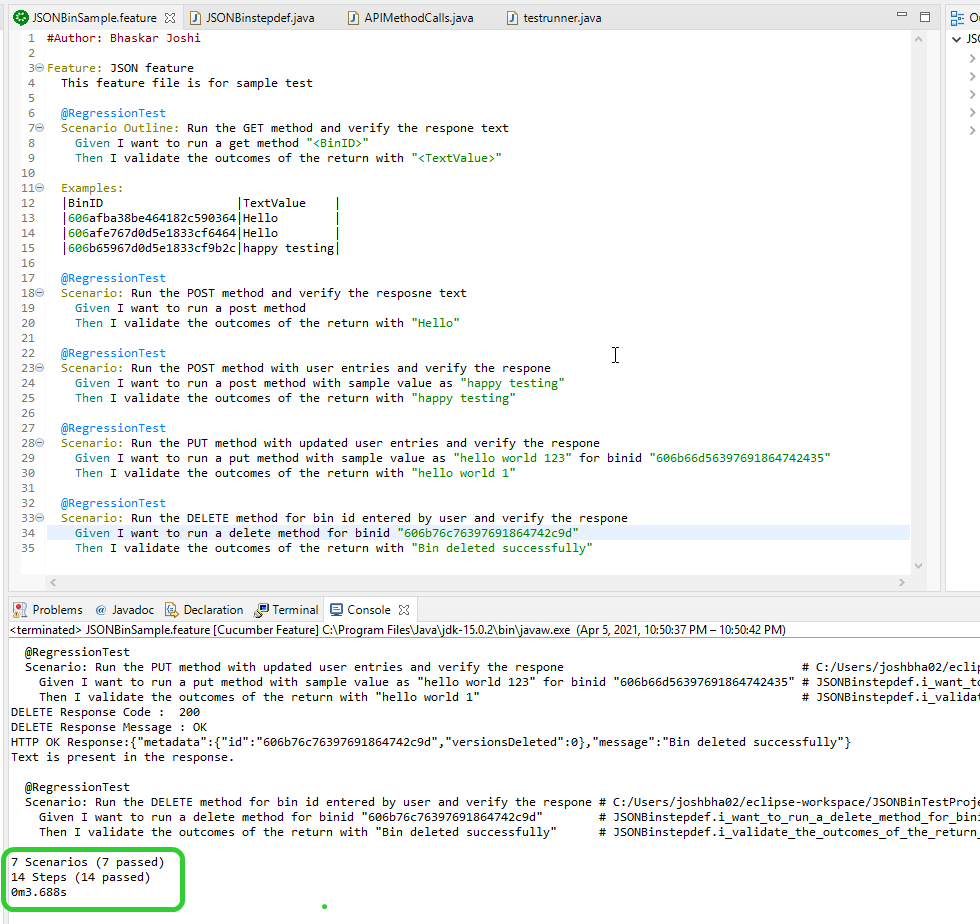 JSONBinSample.feature JSONBinstepdef.java APIMethodCalls.java testrunner.java
1 #Author: Bhaskar Joshi
2
3 Feature: JSON feature
4 This feature file is for sample test
5
6 @RegressionTest
7 Scenario Outline: Run the GET method and verify the respone text
8 Given I want to run a get method "<BinID>"
9 Then I validate the outcomes of the return with "<TextValue>"
10
11 Examples:
12 |BinID |TextValue |
13 |606afba38be464182c590364|Hello |
14 |606afe767d0d5e1833cf6464|Hello |
15 |606b65967d0d5e1833cf9b2c|happy testing|
16
17 @RegressionTest
18 Scenario: Run the POST method and verify the resposne text
19 Given I want to run a post method
20 Then I validate the outcomes of the return with "Hello"
21
22 @RegressionTest
23 Scenario: Run the POST method with user entries and verify the respone
24 Given I want to run a post method with sample value as "happy testing"
25 Then I validate the outcomes of the return with "happy testing"
26
27 @RegressionTest
28 Scenario: Run the PUT method with updated user entries and verify the respone
29 Given I want to run a put method with sample value as "hello world 123" for binid "606b66d56397691864742435"
30 Then I validate the outcomes of the return with "hello world 1"
31
32 @RegressionTest
33 Scenario: Run the DELETE method for bin id entered by user and verify the respone
34 Given I want to run a delete method for binid "606b76c76397691864742c9d"
35 Then I validate the outcomes of the return with "Bin deleted successfully"
Problems @ Javadoc Declaration Terminal Console
<terminated> JSONBinSample.feature [Cucumber Feature] C:\Program Files\Java\jdk-15.0.2\bin\javaw.exe (Apr 5, 2021, 10:50:37 PM – 10:50:42 PM)
@RegressionTest
Scenario: Run the PUT method with updated user entries and verify the respone # C:/Users/joshbha02/eclip
Given I want to run a put method with sample value as "hello world 123" for binid "606b66d56397691864742435" # JSONBinstepdef.i_want_to
Then I validate the outcomes of the return with "hello world 1" # JSONBinstepdef.i_validat
DELETE Response Code : 200
DELETE Response Message : OK
HTTP OK Response:{"metadata":{"id":"606b76c76397691864742c9d","versionsDeleted":0},"message":"Bin deleted successfully"}
Text is present in the response.
@RegressionTest
Scenario: Run the DELETE method for bin id entered by user and verify the respone # C:/Users/joshbha02/eclipse-workspace/JSONBinTestProj
Given I want to run a delete method for binid "606b76c76397691864742c9d" # JSONBinstepdef.i_want_to_run_a_delete_method_for_bini
Then I validate the outcomes of the return with "Bin deleted successfully" # JSONBinstepdef.i_validate_the_outcomes_of_the_return_
7 Scenarios (7 passed)
14 Steps (14 passed)
0m3.688s